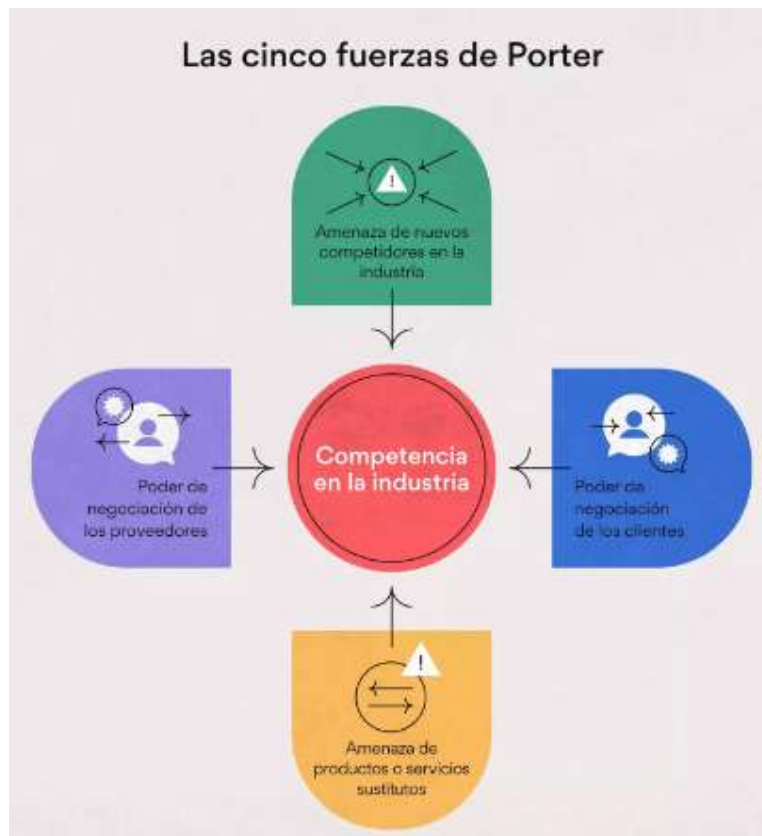 Las cinco fuerzas de Porter
!
Amenaza de nuevos
competidores en la
industria
Poder de
negociación de
los proveedores
Competencia
en la industria
Poder de
negociación
de los clientes
!
Amenaza de
productos o servicios
sustitutos